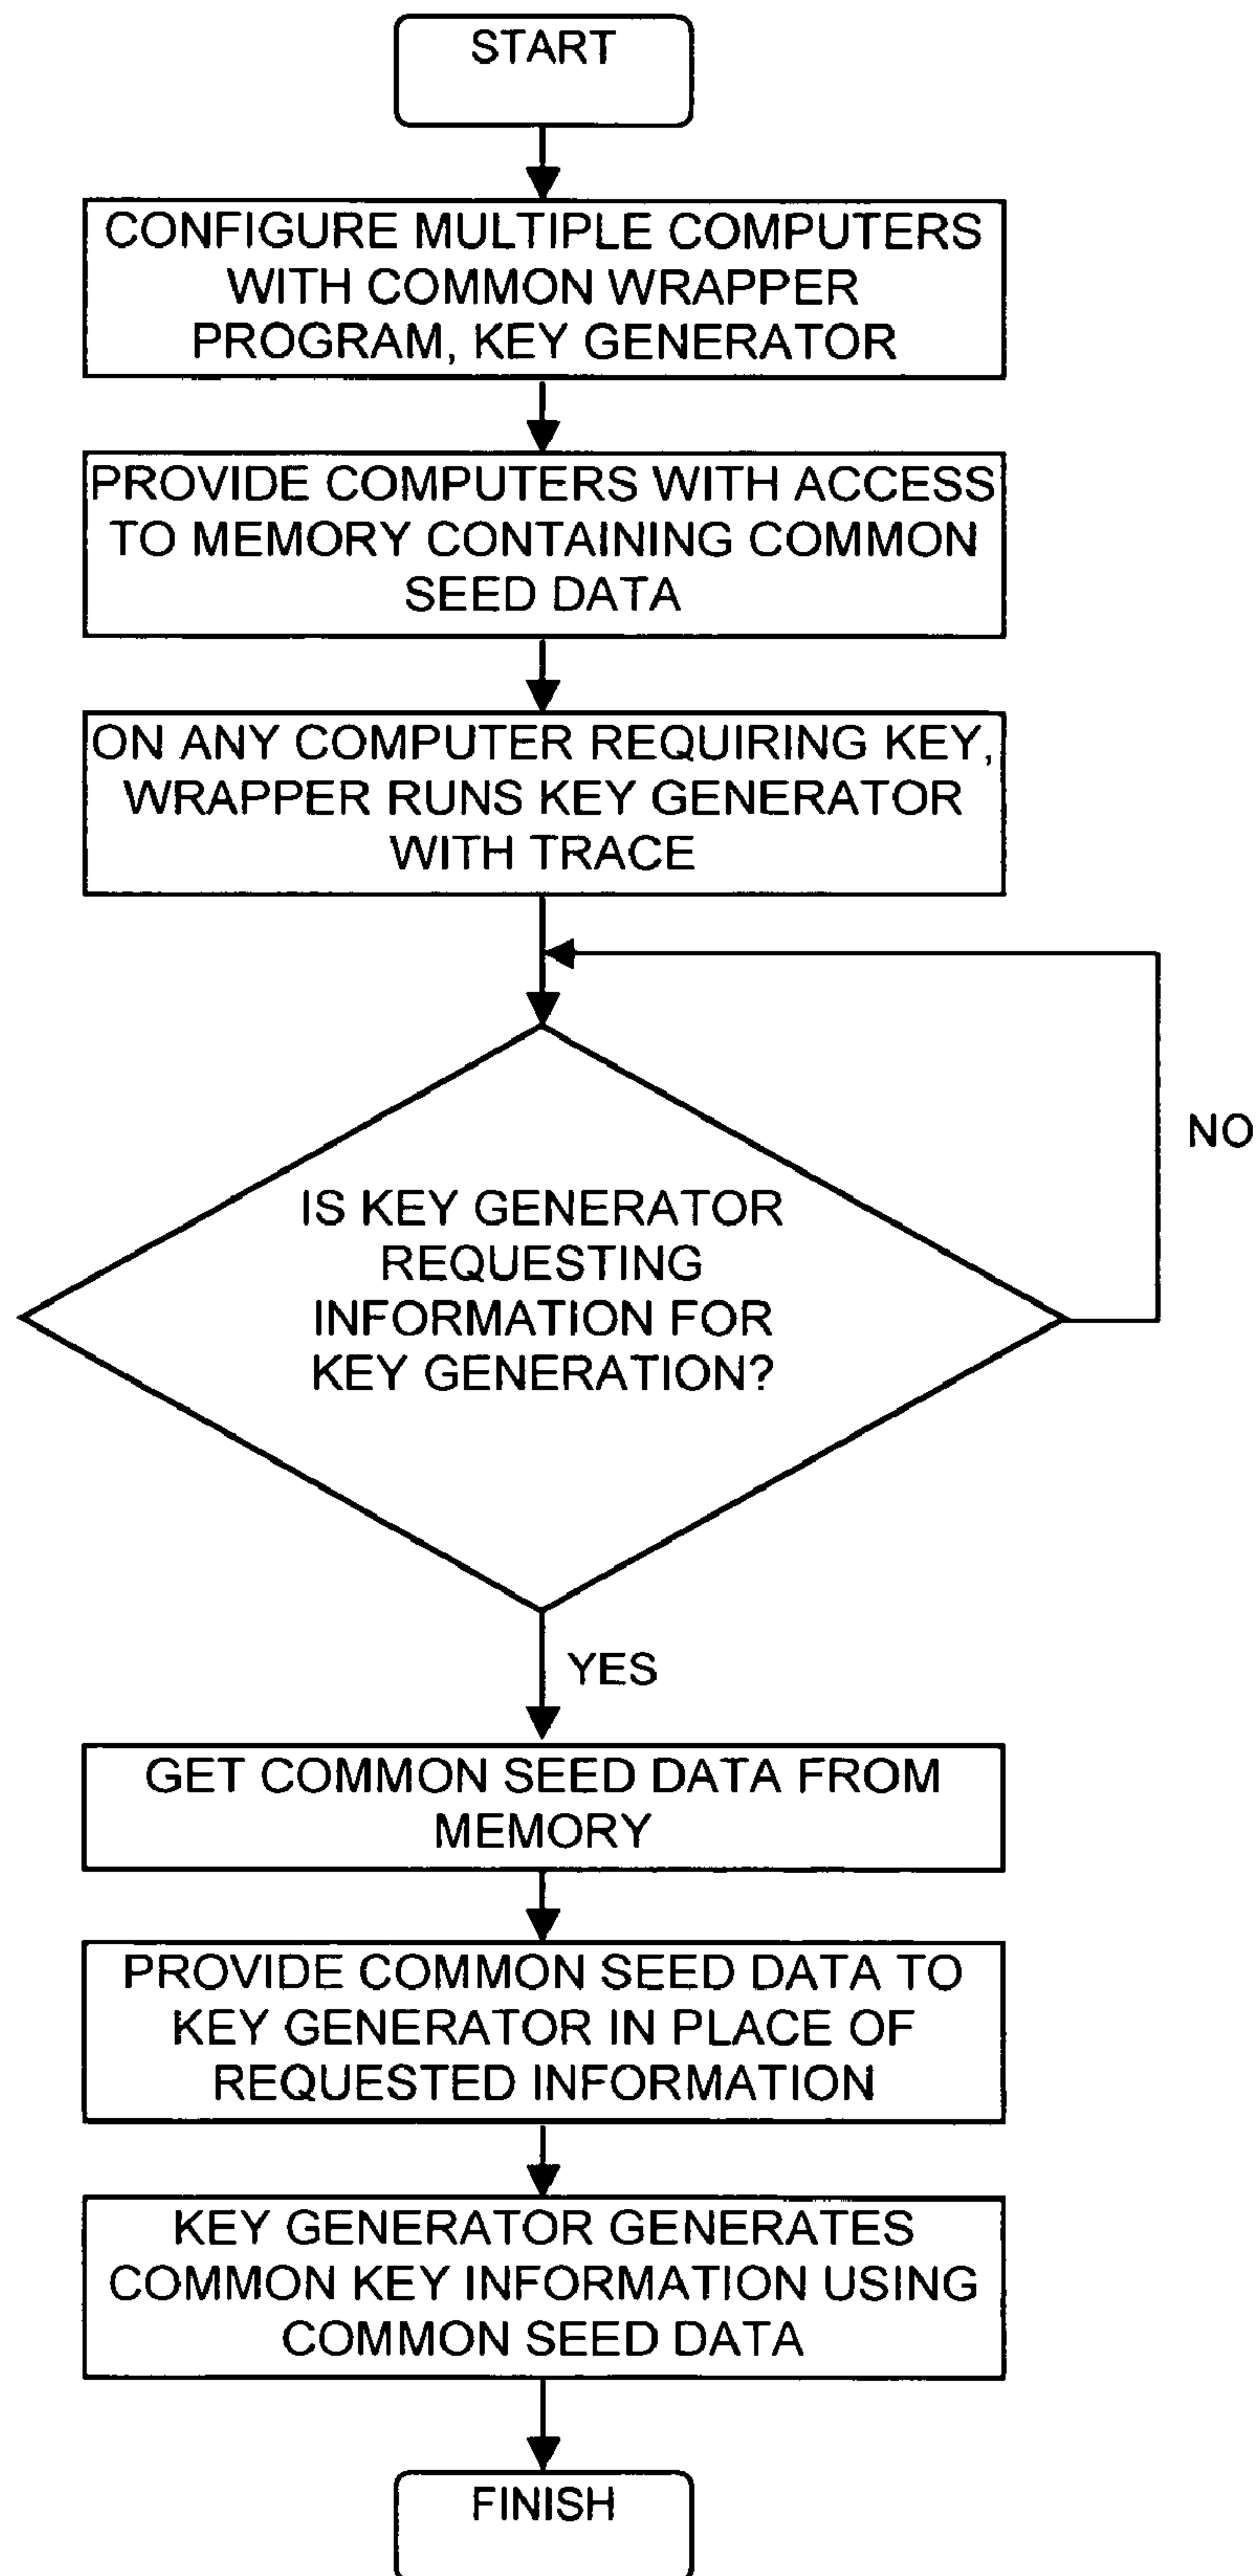 START
CONFIGURE MULTIPLE COMPUTERS
WITH COMMON WRAPPER
PROGRAM, KEY GENERATOR
PROVIDE COMPUTERS WITH ACCESS
TO MEMORY CONTAINING COMMON
SEED DATA
ON ANY COMPUTER REQUIRING KEY,
WRAPPER RUNS KEY GENERATOR
WITH TRACE
NO
IS KEY GENERATOR
REQUESTING
INFORMATION FOR
KEY GENERATION?
YES
GET COMMON SEED DATA FROM
MEMORY
PROVIDE COMMON SEED DATA TO
KEY GENERATOR IN PLACE OF
REQUESTED INFORMATION
KEY GENERATOR GENERATES
COMMON KEY INFORMATION USING
COMMON SEED DATA
FINISH